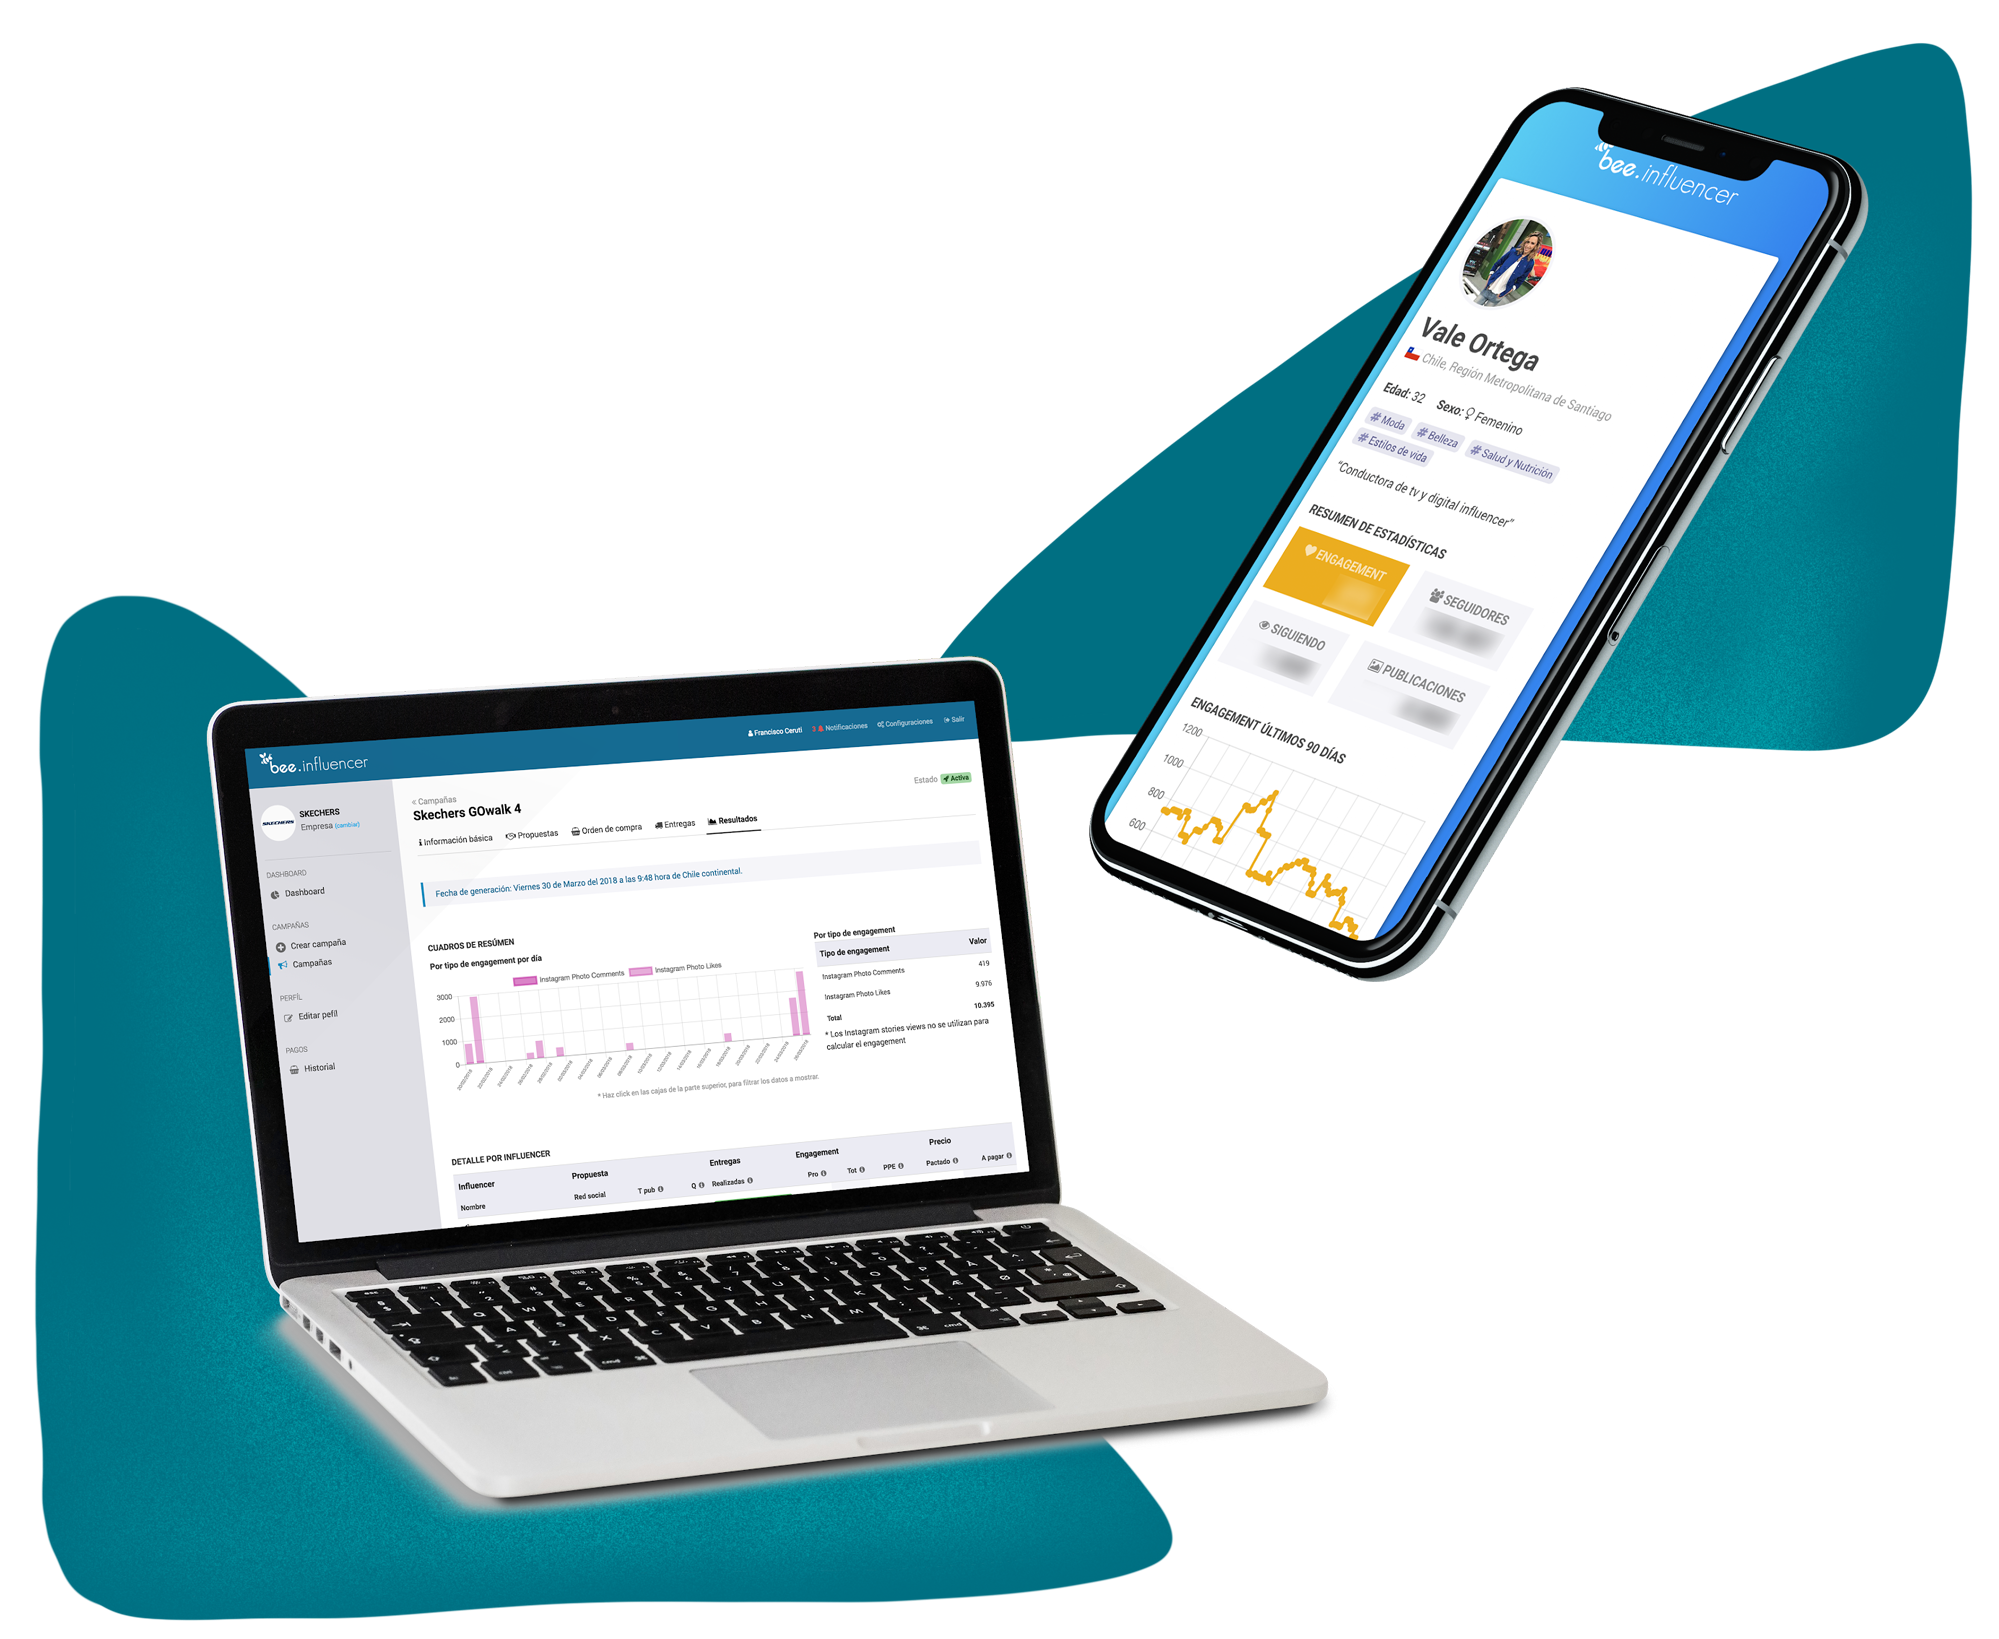 bee.influencer
Francisco Ceruti
Notificaciones
Configuraciones
Salir
SKECHERS
SKECHERS
Empresa (cambiar)
DASHBOARD
Dashboard
CAMPAÑAS
Crear campaña
Campañas
PERFÍL
Editar pefíl
PAGOS
Historial
« Campañas
Skechers GOwalk 4
Estado Activa
Información básica
Propuestas
Orden de compra
Entregas
Resultados
Fecha de generación: Viernes 30 de Marzo del 2018 a las 9:48 hora de Chile continental.
CUADROS DE RESÚMEN
Por tipo de engagement por día
Instagram Photo Comments
Instagram Photo Likes
3000
2000
1000
0
* Haz click en las cajas de la parte superior, para filtrar los datos a mostrar.
Por tipo de engagement
Tipo de engagement Valor
Instagram Photo Comments 419
Instagram Photo Likes 9.976
Total 10.395
* Los Instagram stories views no se utilizan para
calcular el engagement
DETALLE POR INFLUENCER
Influencer Propuesta Entregas Engagement Precio
Nombre Red social T pub Q Realizadas Pro Tot PPE Pactado A pagar
bee.influencer
Vale Ortega
Chile, Región Metropolitana de Santiago
Edad: 32 Sexo: ♀ Femenino
# Moda # Belleza # Salud y Nutrición
# Estilos de vida
"Conductora de tv y digital influencer"
RESUMEN DE ESTADÍSTICAS
ENGAGEMENT
SEGUIDORES
SIGUIENDO
PUBLICACIONES
ENGAGEMENT ÚLTIMOS 90 DÍAS
1200
1000
800
600